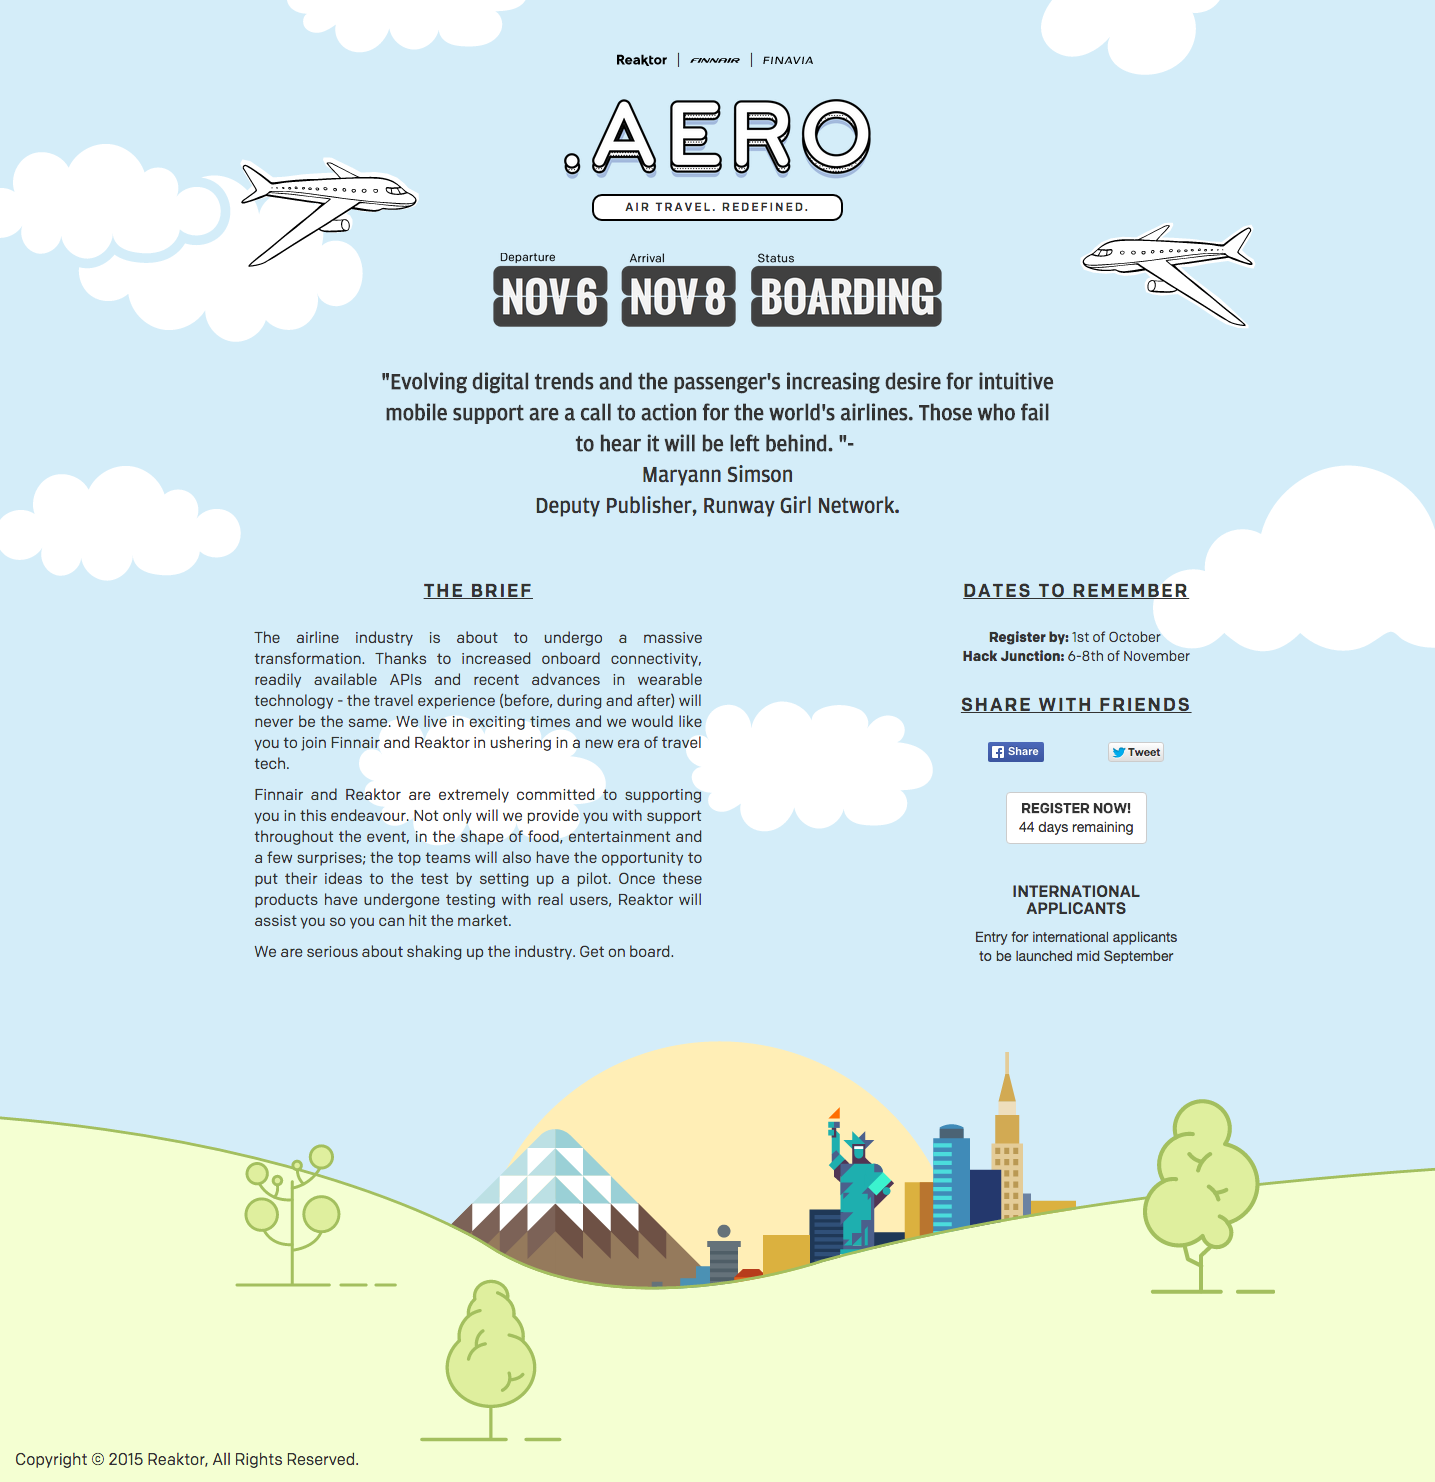 Reaktor | FINNAIR | FINAVIA
.AERO
AIR TRAVEL. REDEFINED.
Departure Arrival Status
NOV 6 NOV 8 BOARDING
"Evolving digital trends and the passenger's increasing desire for intuitive
mobile support are a call to action for the world's airlines. Those who fail
to hear it will be left behind. "-
Maryann Simson
Deputy Publisher, Runway Girl Network.
THE BRIEF
The airline industry is about to undergo a massive
transformation. Thanks to increased onboard connectivity,
readily available APIs and recent advances in wearable
technology - the travel experience (before, during and after) will
never be the same. We live in exciting times and we would like
you to join Finnair and Reaktor in ushering in a new era of travel
tech.
Finnair and Reaktor are extremely committed to supporting
you in this endeavour. Not only will we provide you with support
throughout the event, in the shape of food, entertainment and
a few surprises; the top teams will also have the opportunity to
put their ideas to the test by setting up a pilot. Once these
products have undergone testing with real users, Reaktor will
assist you so you can hit the market.
We are serious about shaking up the industry. Get on board.
DATES TO REMEMBER
Register by: 1st of October
Hack Junction: 6-8th of November
SHARE WITH FRIENDS
Share Tweet
REGISTER NOW!
44 days remaining
INTERNATIONAL
APPLICANTS
Entry for international applicants
to be launched mid September
Copyright © 2015 Reaktor, All Rights Reserved.